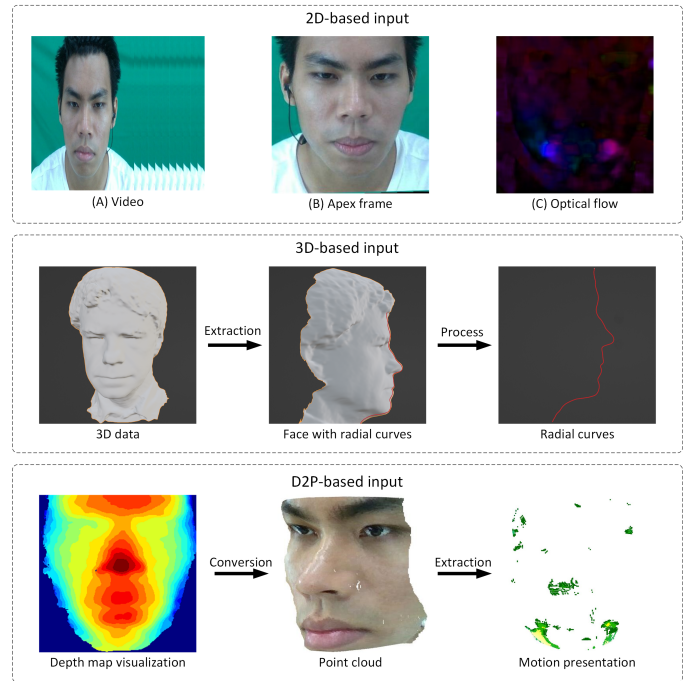 2D-based input
(A) Video
(B) Apex frame
(C) Optical flow
3D-based input
Extraction
Process
3D data
Face with radial curves
Radial curves
D2P-based input
Conversion
Extraction
Depth map visualization
Point cloud
Motion presentation